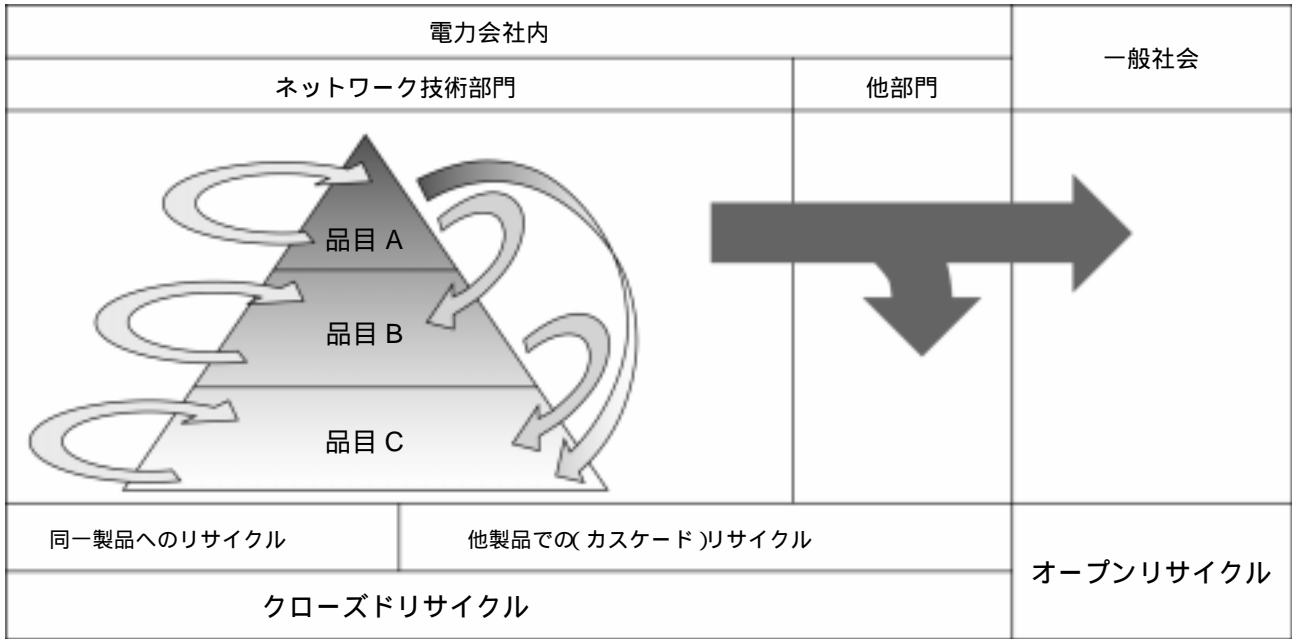 電力会社内
一般社会
ネットワーク技術部門
他部門
品目 A
品目 B
品目 C
同一製品へのリサイクル
他製品での(カスケード)リサイクル
オープンリサイクル
クローズドリサイクル